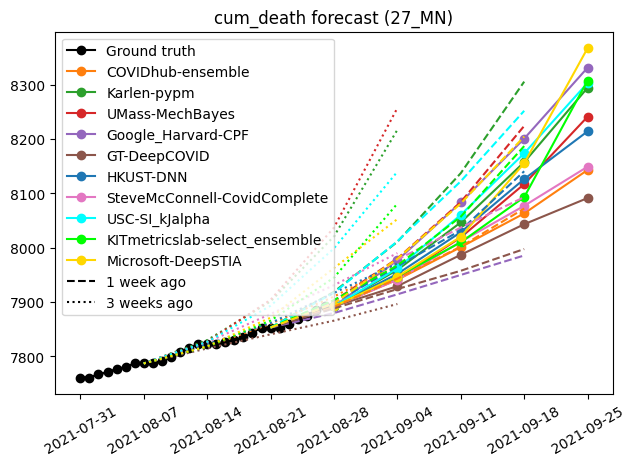 cum_death forecast (27_MN)
Ground truth
COVIDhub-ensemble
Karlen-pypm
UMass-MechBayes
Google_Harvard-CPF
GT-DeepCOVID
HKUST-DNN
SteveMcConnell-CovidComplete
USC-SI_kJalpha
KITmetricslab-select_ensemble
Microsoft-DeepSTIA
1 week ago
3 weeks ago
8300
8200
8100
8000
7900
7800
2021-07-31
2021-08-07
2021-08-14
2021-08-21
2021-08-28
2021-09-04
2021-09-11
2021-09-18
2021-09-25